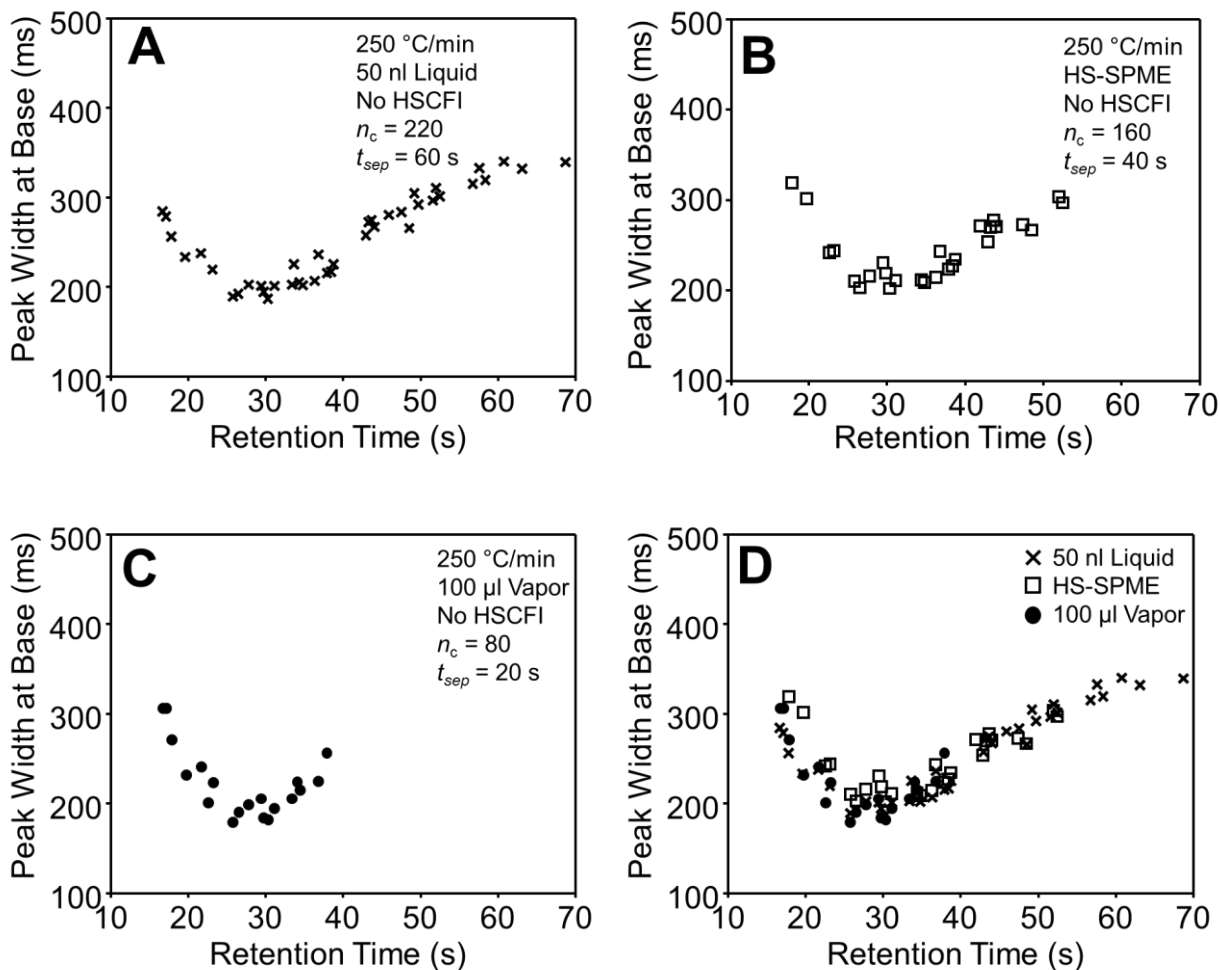 A
250 °C/min
50 nl Liquid
No HSCFI
nc = 220
tsep = 60 s
Peak Width at Base (ms)
500
400
300
200
100
10 20 30 40 50 60 70
Retention Time (s)
B
250 °C/min
HS-SPME
No HSCFI
nc = 160
tsep = 40 s
Peak Width at Base (ms)
500
400
300
200
100
10 20 30 40 50 60 70
Retention Time (s)
C
250 °C/min
100 µl Vapor
No HSCFI
nc = 80
tsep = 20 s
Peak Width at Base (ms)
500
400
300
200
100
10 20 30 40 50 60 70
Retention Time (s)
D
50 nl Liquid
HS-SPME
100 µl Vapor
Peak Width at Base (ms)
500
400
300
200
100
10 20 30 40 50 60 70
Retention Time (s)